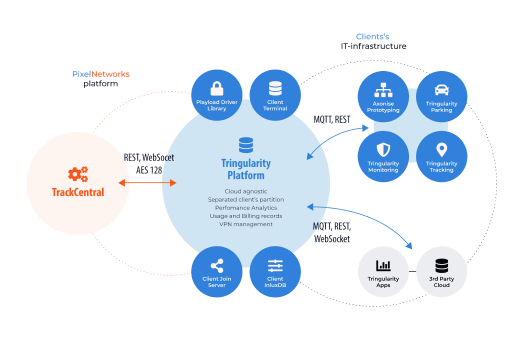 Clients's
IT-infrastructure
PixelNetworks
platform
Playload Driver
Library
Client
Terminal
Axonise
Prototyping
Tringularity
Parking
MQTT, REST
REST, WebSocet
AES 128
Tringularity
Platform
Tringularity
Monitoring
Tringularity
Tracking
TrackCentral
Cloud agnostic
Separated client's partition
Perfomance Analytics
Usage and Billing records
VPN management
MQTT, REST,
WebSocket
Client Join
Server
Client
InluxDB
Tringularity
Apps
3rd Party
Cloud